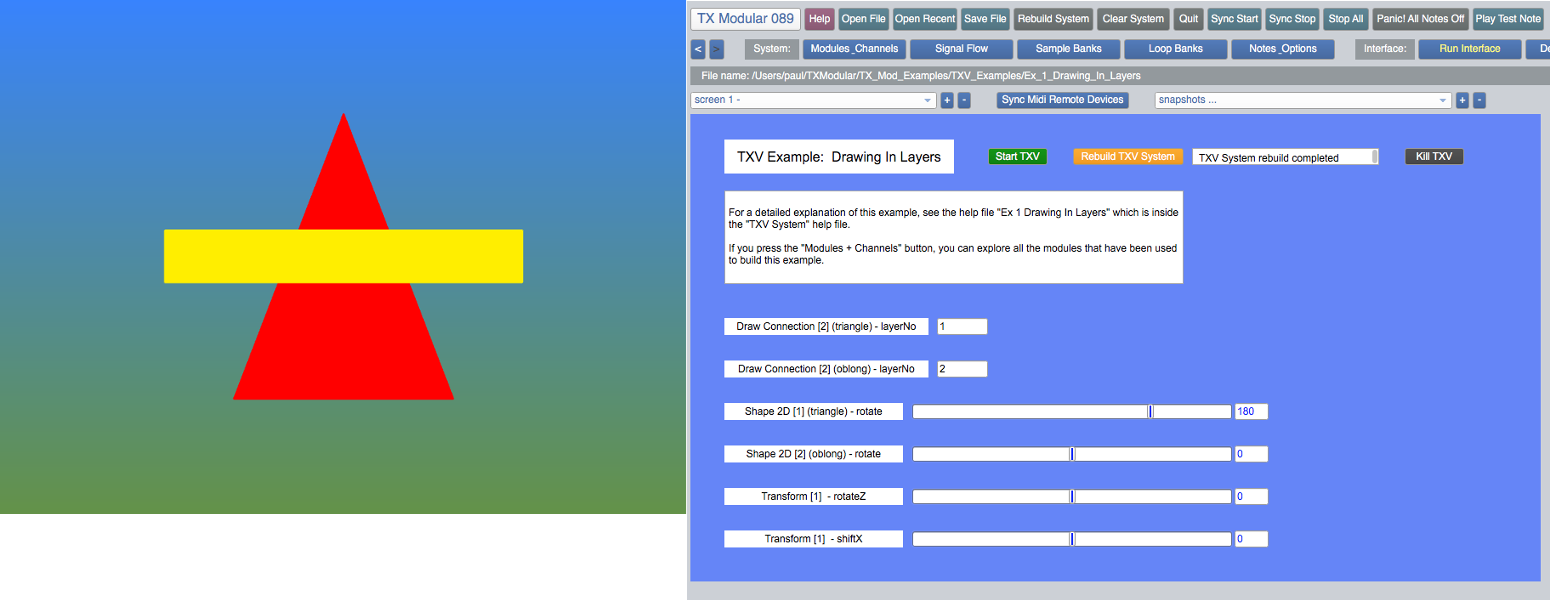 TX Modular 089 Help Open File Open Recent Save File Rebuild System Clear System Quit Sync Start Sync Stop Stop All Panic! All Notes Off Play Test Note
< > System: Modules_Channels Signal Flow Sample Banks Loop Banks Notes_Options Interface: Run Interface De
File name: /Users/paul/TXModular/TX_Mod_Examples/TXV_Examples/Ex_1_Drawing_In_Layers
screen 1 - + - Sync Midi Remote Devices snapshots ... + -
TXV Example: Drawing In Layers Start TXV Rebuild TXV System TXV System rebuild completed Kill TXV
For a detailed explanation of this example, see the help file "Ex 1 Drawing In Layers" which is inside
the "TXV System" help file.
If you press the "Modules + Channels" button, you can explore all the modules that have been used
to build this example.
Draw Connection [2] (triangle) - layerNo 1
Draw Connection [2] (oblong) - layerNo 2
Shape 2D [1] (triangle) - rotate 180
Shape 2D [2] (oblong) - rotate 0
Transform [1] - rotateZ 0
Transform [1] - shiftX 0